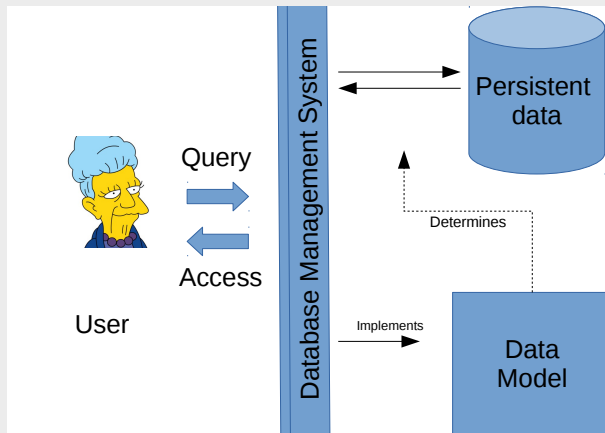 Query
Access
User
Database Management System
Persistent
data
Determines
Implements
Data
Model